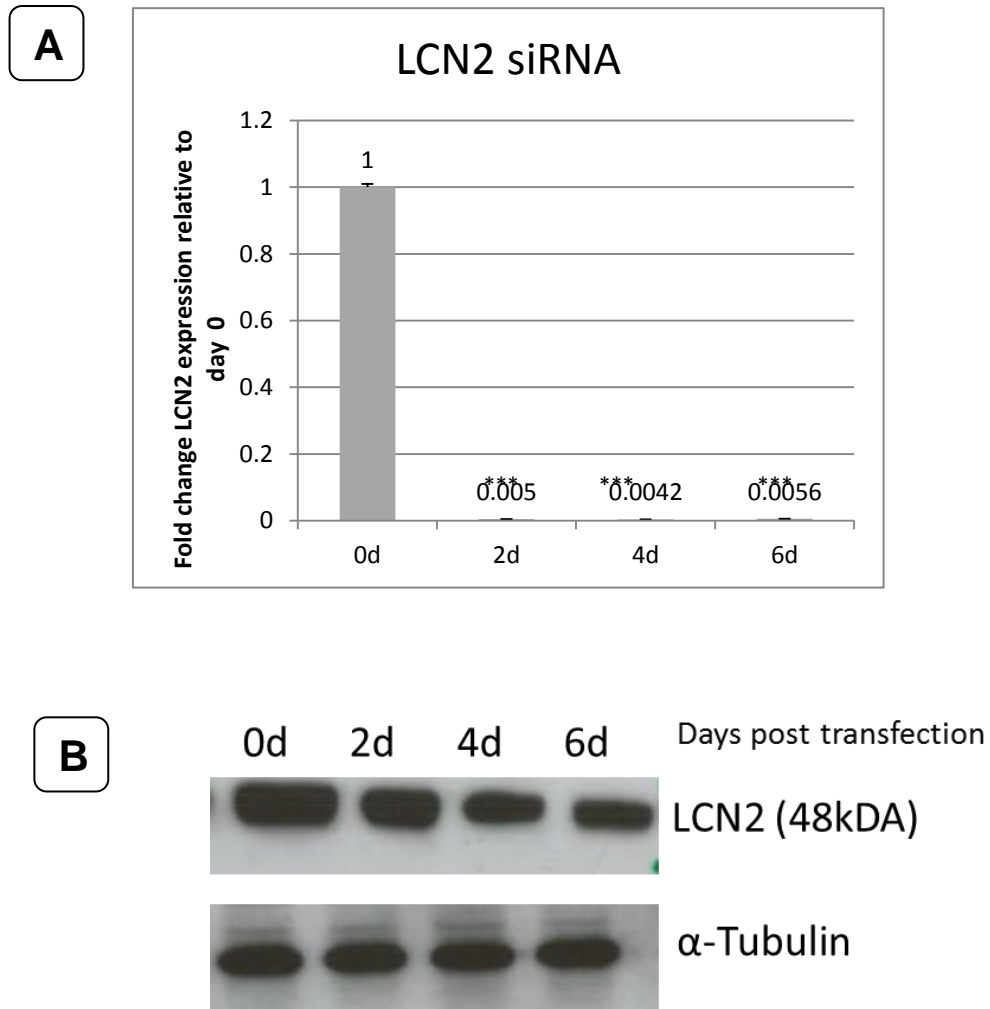 A
LCN2 siRNA
Fold change LCN2 expression relative to
day 0
1.2
1
0.8
0.6
0.4
0.2
0
1
***
0.005
***
0.0042
***
0.0056
0d 2d 4d 6d
B
0d 2d 4d 6d Days post transfection
LCN2 (48kDA)
α-Tubulin